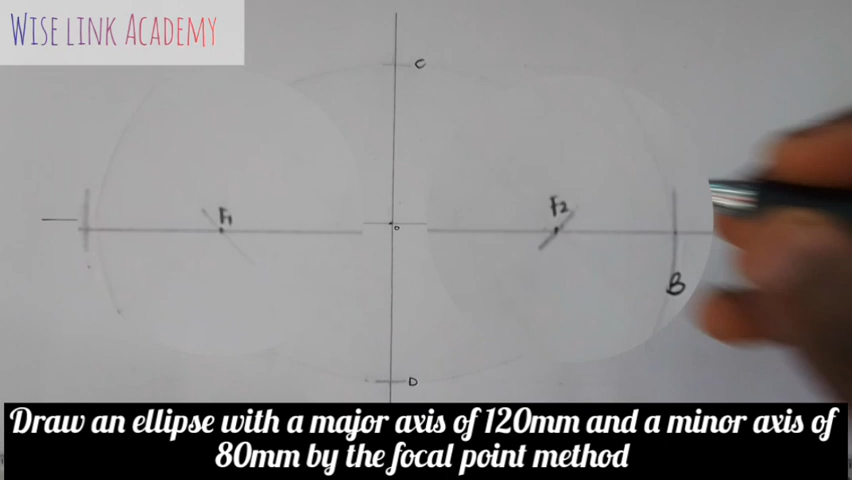 WISE LINK ACADEMY
C
F1
F2
o
B
D
Draw an ellipse with a major axis of 120mm and a minor axis of
80mm by the focal point method